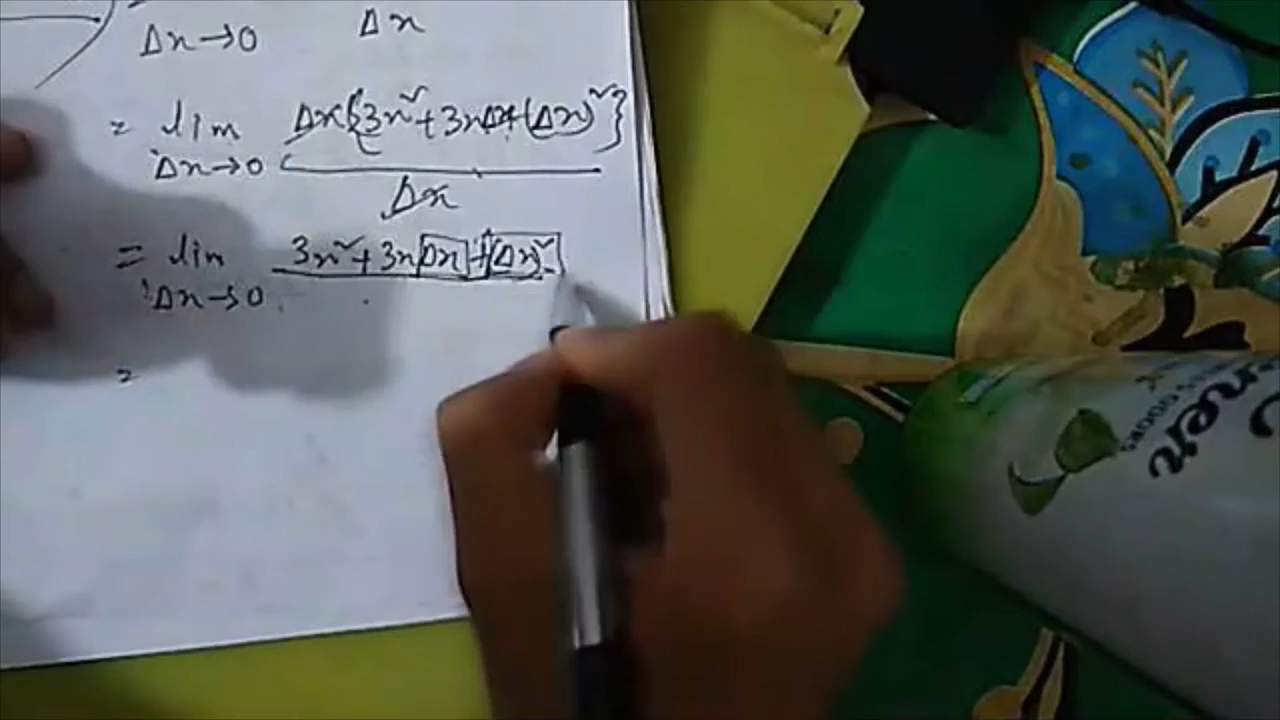 Δx→0 Δx
= lim Δx{3x²+3xΔx+(Δx)²}
Δx→0 Δx
= lim 3x²+3xΔx+(Δx)²
Δx→0
=